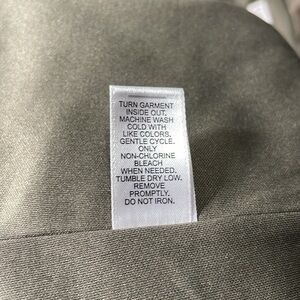 TURN GARMENT
INSIDE OUT.
MACHINE WASH
COLD WITH
LIKE COLORS.
GENTLE CYCLE.
ONLY
NON-CHLORINE
BLEACH
WHEN NEEDED.
TUMBLE DRY LOW.
REMOVE
PROMPTLY.
DO NOT IRON.